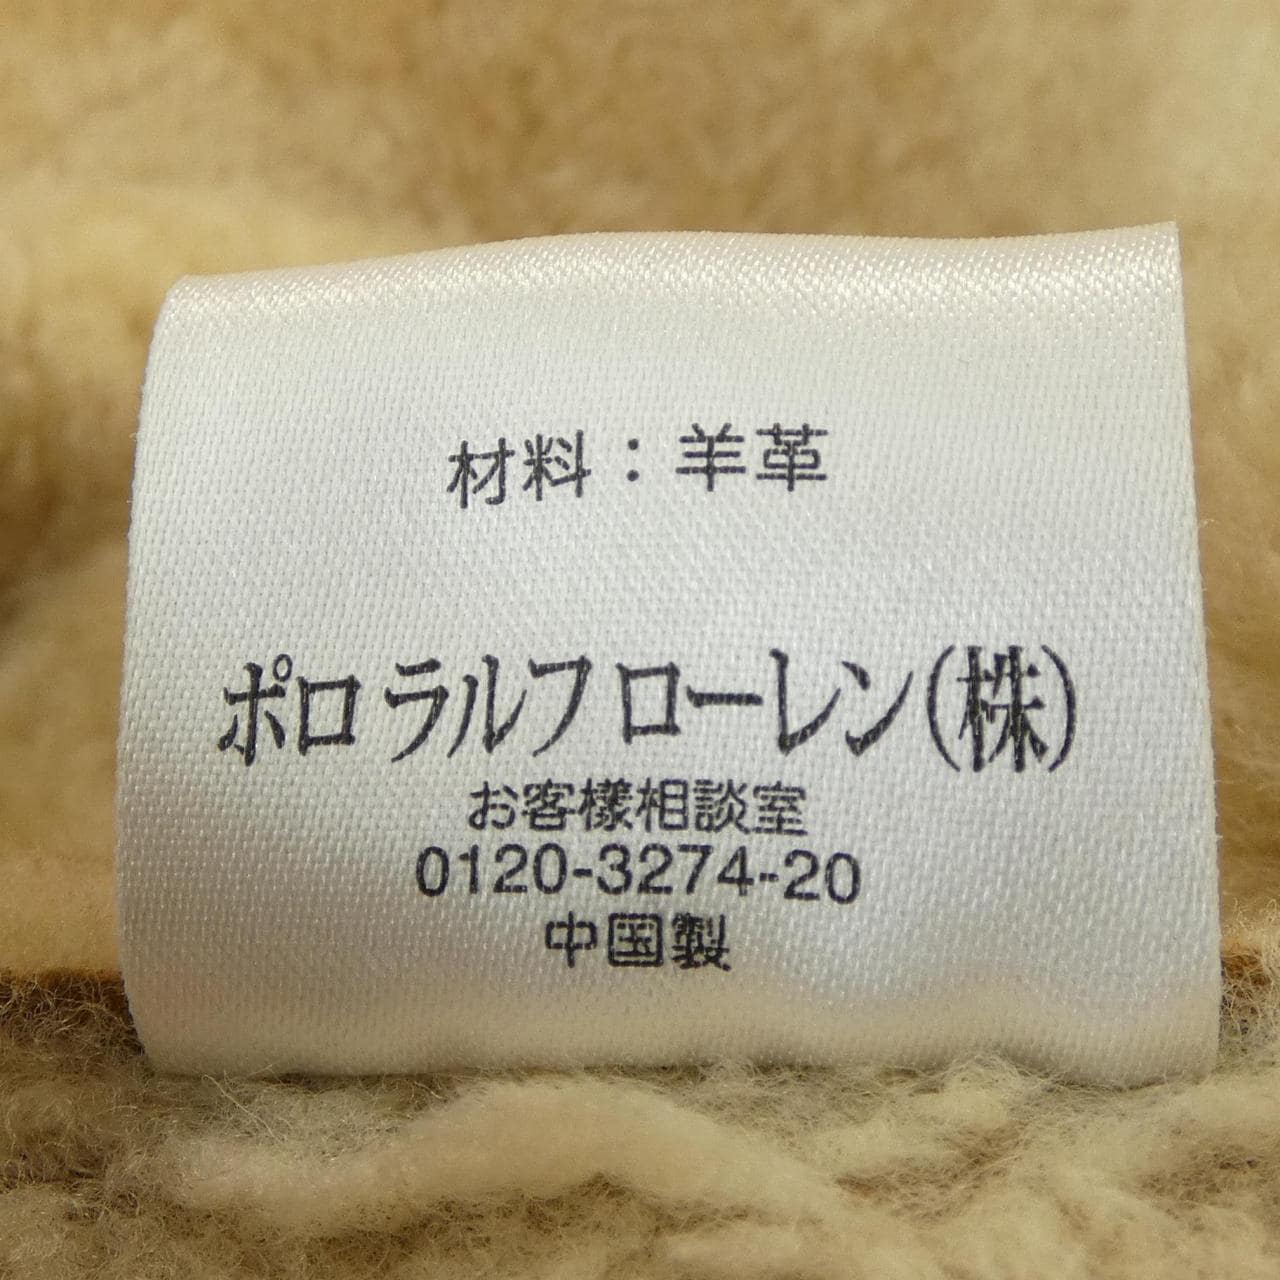 材料：羊革
ポロ ラルフ ローレン(株)
お客様相談室
0120-3274-20
中国製